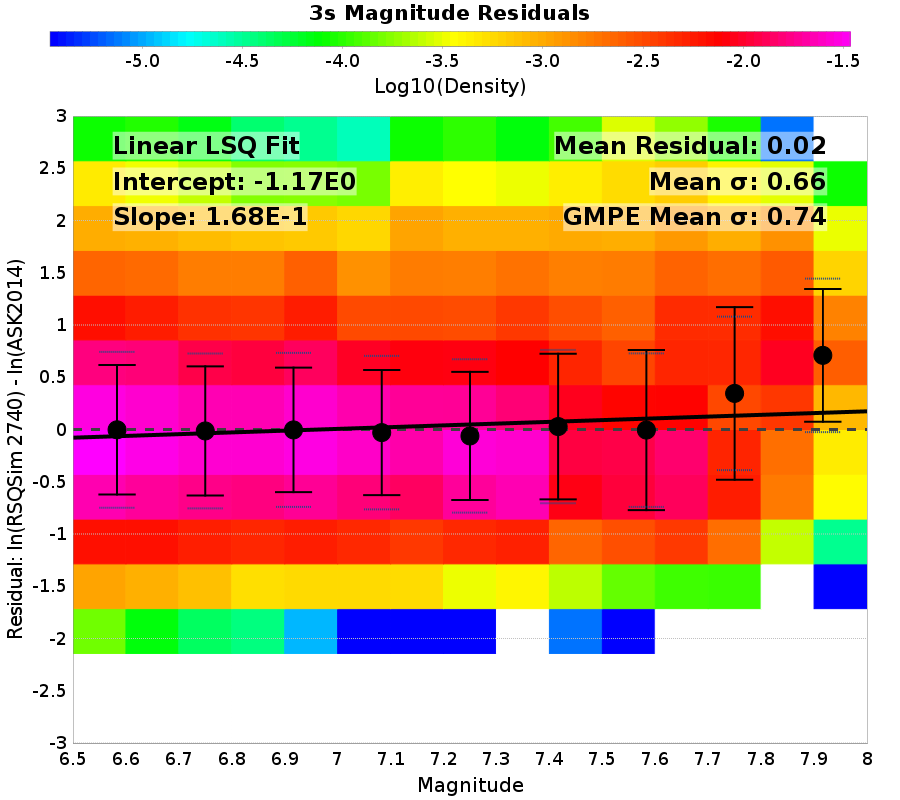 3s Magnitude Residuals
-5.0 -4.5 -4.0 -3.5 -3.0 -2.5 -2.0 -1.5
Log10(Density)
Linear LSQ Fit
Intercept: -1.17E0
Slope: 1.68E-1
Mean Residual: 0.02
Mean σ: 0.66
GMPE Mean σ: 0.74
Residual: ln(RSQSim 2740) - ln(ASK2014)
3
2.5
2
1.5
1
0.5
0
-0.5
-1
-1.5
-2
-2.5
-3
6.5 6.6 6.7 6.8 6.9 7 7.1 7.2 7.3 7.4 7.5 7.6 7.7 7.8 7.9 8
Magnitude